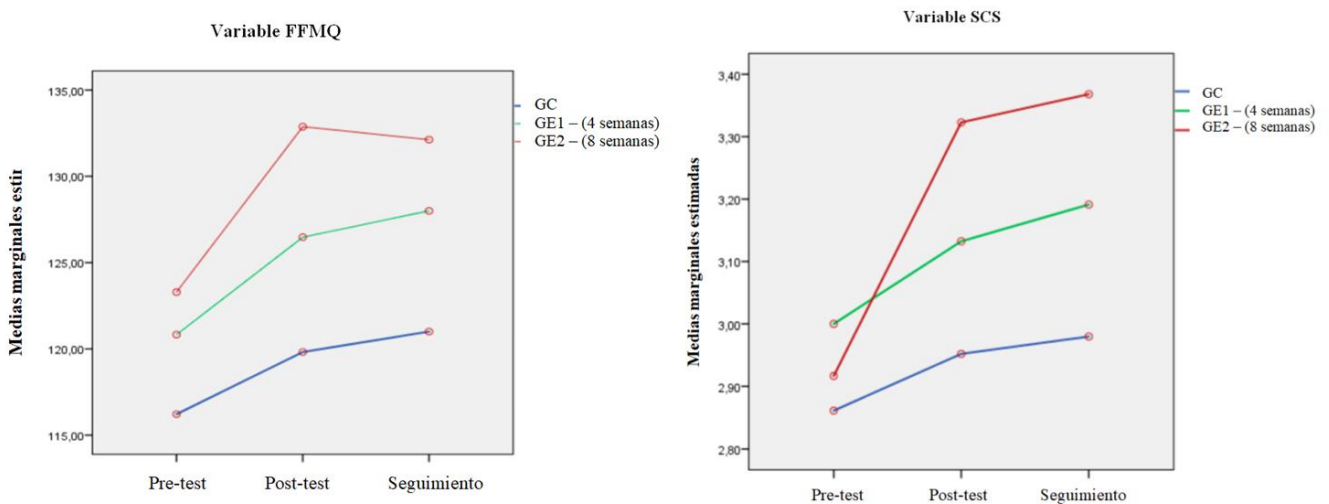 Variable FFMQ
Medias marginales estir
135,00
130,00
125,00
120,00
115,00
Pre-test
Post-test
Seguimiento
GC
GE1 – (4 semanas)
GE2 – (8 semanas)
Variable SCS
Medias marginales estimadas
3,40
3,30
3,20
3,10
3,00
2,90
2,80
Pre-test
Post-test
Seguimiento
GC
GE1 – (4 semanas)
GE2 – (8 semanas)